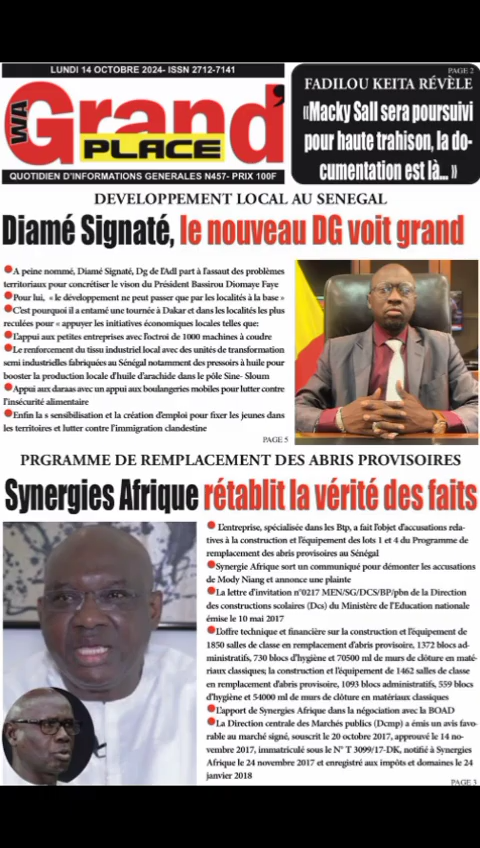 LUNDI 14 OCTOBRE 2024- ISSN 2712-7141
WA
Grand'
PLACE
QUOTIDIEN D'INFORMATIONS GENERALES N457- PRIX 100F
PAGE 2
FADILOU KEITA RÉVÈLE
«Macky Sall sera poursuivi
pour haute trahison, la do-
cumentation est là... »
DEVELOPPEMENT LOCAL AU SENEGAL
Diamé Signaté, le nouveau DG voit grand
A peine nommé, Diamé Signaté, Dg de l'Adl part à l'assaut des problèmes
territoriaux pour concrétiser le vison du Président Bassirou Diomaye Faye
Pour lui, « le développement ne peut passer que par les localités à la base »
C'est pourquoi il a entamé une tournée à Dakar et dans les localités les plus
reculées pour « appuyer les initiatives économiques locales telles que:
L'appui aux petites entreprises avec l'octroi de 1000 machines à coudre
Le renforcement du tissu industriel local avec des unités de transformation
semi industrielles fabriquées au Sénégal notamment des pressoirs à huile pour
booster la production locale d'huile d'arachide dans le pôle Sine- Sloum
Appui aux daraas avec un appui aux boulangeries mobiles pour lutter contre
l'insécurité alimentaire
Enfin la s sensibilisation et la création d'emploi pour fixer les jeunes dans
les territoires et lutter contre l'immigration clandestine
PAGE 5
PRGRAMME DE REMPLACEMENT DES ABRIS PROVISOIRES
Synergies Afrique rétablit la vérité des faits
L'entreprise, spécialisée dans les Btp, a fait l'objet d'accusations rela-
tives à la construction et l'équipement des lots 1 et 4 du Programme de
remplacement des abris provisoires au Sénégal
Synergie Afrique sort un communiqué pour démonter les accusations
de Mody Niang et annonce une plainte
La lettre d'invitation n°0217 MEN/SG/DCS/BP/pbn de la Direction
des constructions scolaires (Dcs) du Ministère de l'Education nationale
émise le 10 mai 2017
L'offre technique et financière sur la construction et l'équipement de
1850 salles de classe en remplacement d'abris provisoire, 1372 blocs ad-
ministratifs, 730 blocs d'hygiène et 70500 ml de murs de clôture en maté-
riaux classiques; la construction et l'équipement de 1462 salles de classe
en remplacement d'abris provisoire, 1093 blocs administratifs, 559 blocs
d'hygiène et 54000 ml de murs de clôture en matériaux classiques
L'apport de Synergies Afrique dans la négociation avec la BOAD
La Direction centrale des Marchés publics (Dcmp) a émis un avis favo-
rable au marché signé, souscrit le 20 octobre 2017, approuvé le 14 no-
vembre 2017, immatriculé sous le N° T 3099/17-DK, notifié à Synergies
Afrique le 24 novembre 2017 et enregistré aux impôts et domaines le 24
janvier 2018
PAGE 3